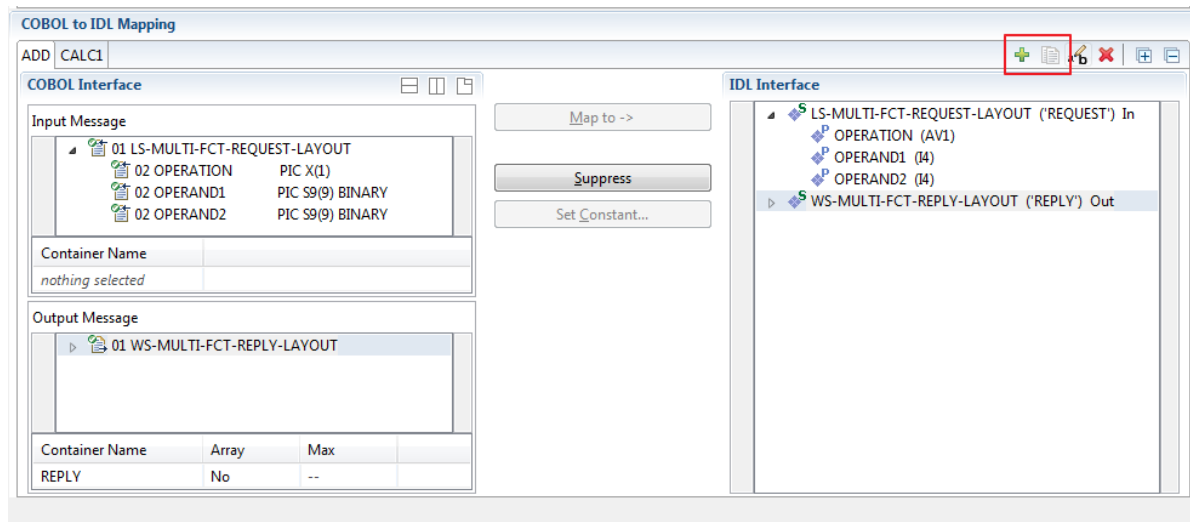 COBOL to IDL Mapping
ADD CALC1
COBOL Interface
Input Message
01 LS-MULTI-FCT-REQUEST-LAYOUT
02 OPERATION PIC X(1)
02 OPERAND1 PIC S9(9) BINARY
02 OPERAND2 PIC S9(9) BINARY
Container Name
nothing selected
Output Message
01 WS-MULTI-FCT-REPLY-LAYOUT
Container Name Array Max
REPLY No --
Map to ->
Suppress
Set Constant...
IDL Interface
LS-MULTI-FCT-REQUEST-LAYOUT ('REQUEST') In
OPERATION (AV1)
OPERAND1 (I4)
OPERAND2 (I4)
WS-MULTI-FCT-REPLY-LAYOUT ('REPLY') Out